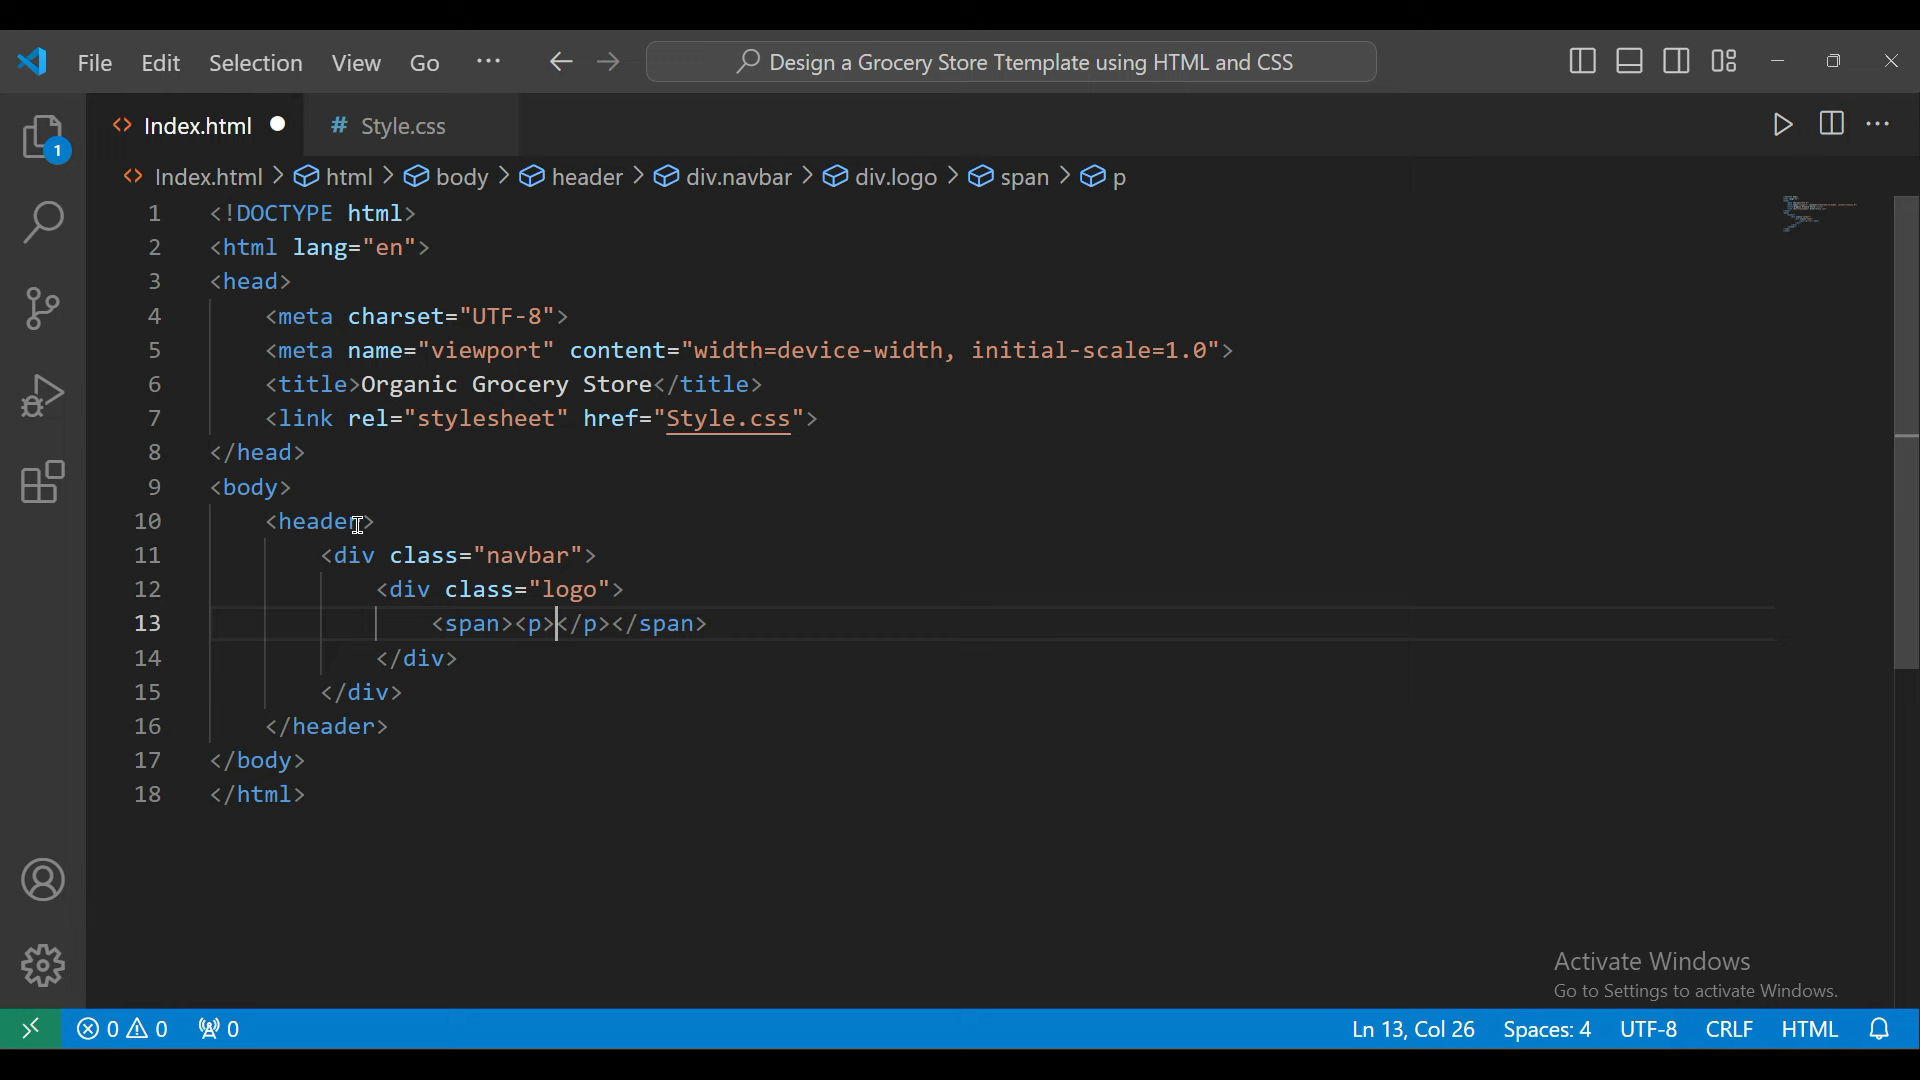 File Edit Selection View Go ··· Design a Grocery Store Ttemplate using HTML and CSS
Index.html Style.css
1
Index.html > html > body > header > div.navbar > div.logo > span > p
1 <!DOCTYPE html>
2 <html lang="en">
3 <head>
4 <meta charset="UTF-8">
5 <meta name="viewport" content="width=device-width, initial-scale=1.0">
6 <title>Organic Grocery Store</title>
7 <link rel="stylesheet" href="Style.css">
8 </head>
9 <body>
10 <header>
11 <div class="navbar">
12 <div class="logo">
13 <span><p></p></span>
14 </div>
15 </div>
16 </header>
17 </body>
18 </html>
Activate Windows
Go to Settings to activate Windows.
0 0 0 Ln 13, Col 26 Spaces: 4 UTF-8 CRLF HTML